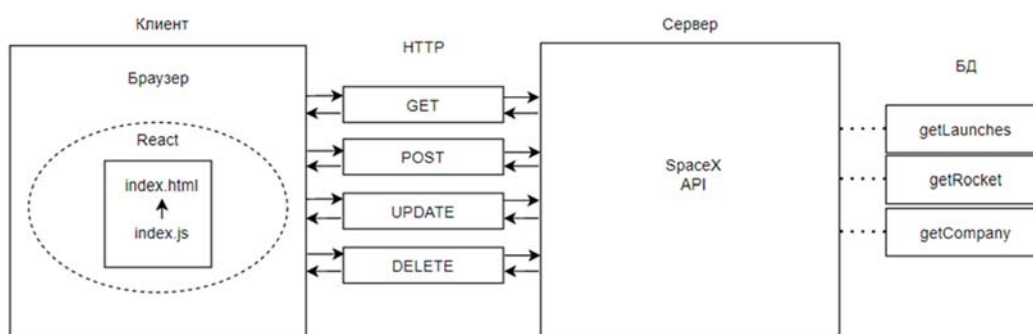 Клиент
Браузер
React
index.html
index.js
HTTP
GET
POST
UPDATE
DELETE
Сервер
SpaceX
API
БД
getLaunches
getRocket
getCompany